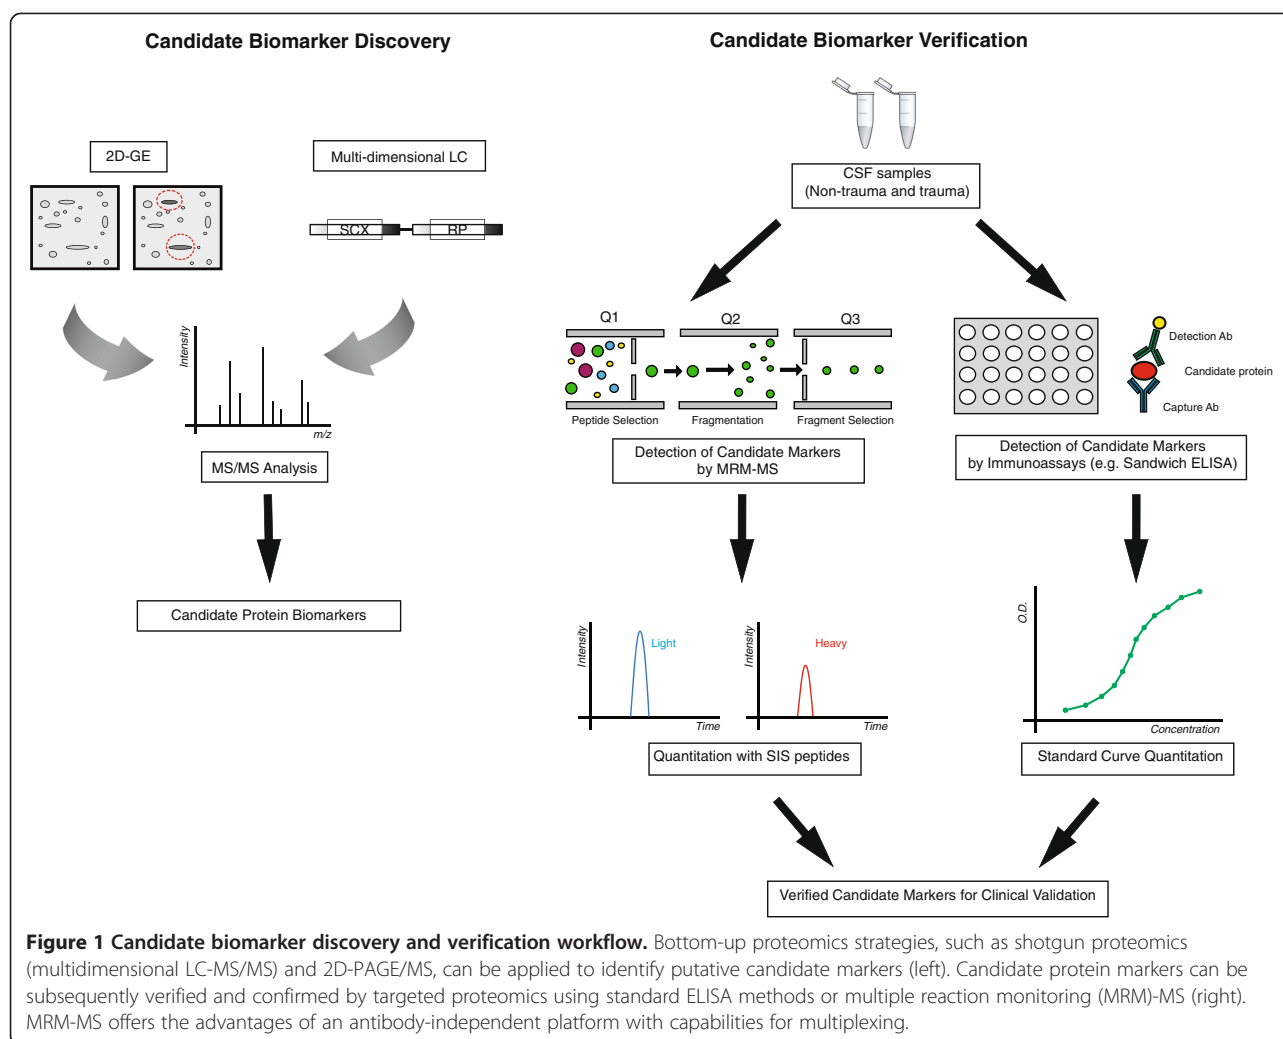 Candidate Biomarker Discovery
2D-GE
Multi-dimensional LC
SCX
RP
Intensity
m/z
MS/MS Analysis
Candidate Protein Biomarkers
Candidate Biomarker Verification
CSF samples
(Non-trauma and trauma)
Q1
Q2
Q3
Peptide Selection
Fragmentation
Fragment Selection
Detection of Candidate Markers
by MRM-MS
Detection Ab
Candidate protein
Capture Ab
Detection of Candidate Markers
by Immunoassays (e.g. Sandwich ELISA)
Intensity
Light
Time
Intensity
Heavy
Time
Quantitation with SIS peptides
O.D.
Concentration
Standard Curve Quantitation
Verified Candidate Markers for Clinical Validation
Figure 1 Candidate biomarker discovery and verification workflow. Bottom-up proteomics strategies, such as shotgun proteomics
(multidimensional LC-MS/MS) and 2D-PAGE/MS, can be applied to identify putative candidate markers (left). Candidate protein markers can be
subsequently verified and confirmed by targeted proteomics using standard ELISA methods or multiple reaction monitoring (MRM)-MS (right).
MRM-MS offers the advantages of an antibody-independent platform with capabilities for multiplexing.